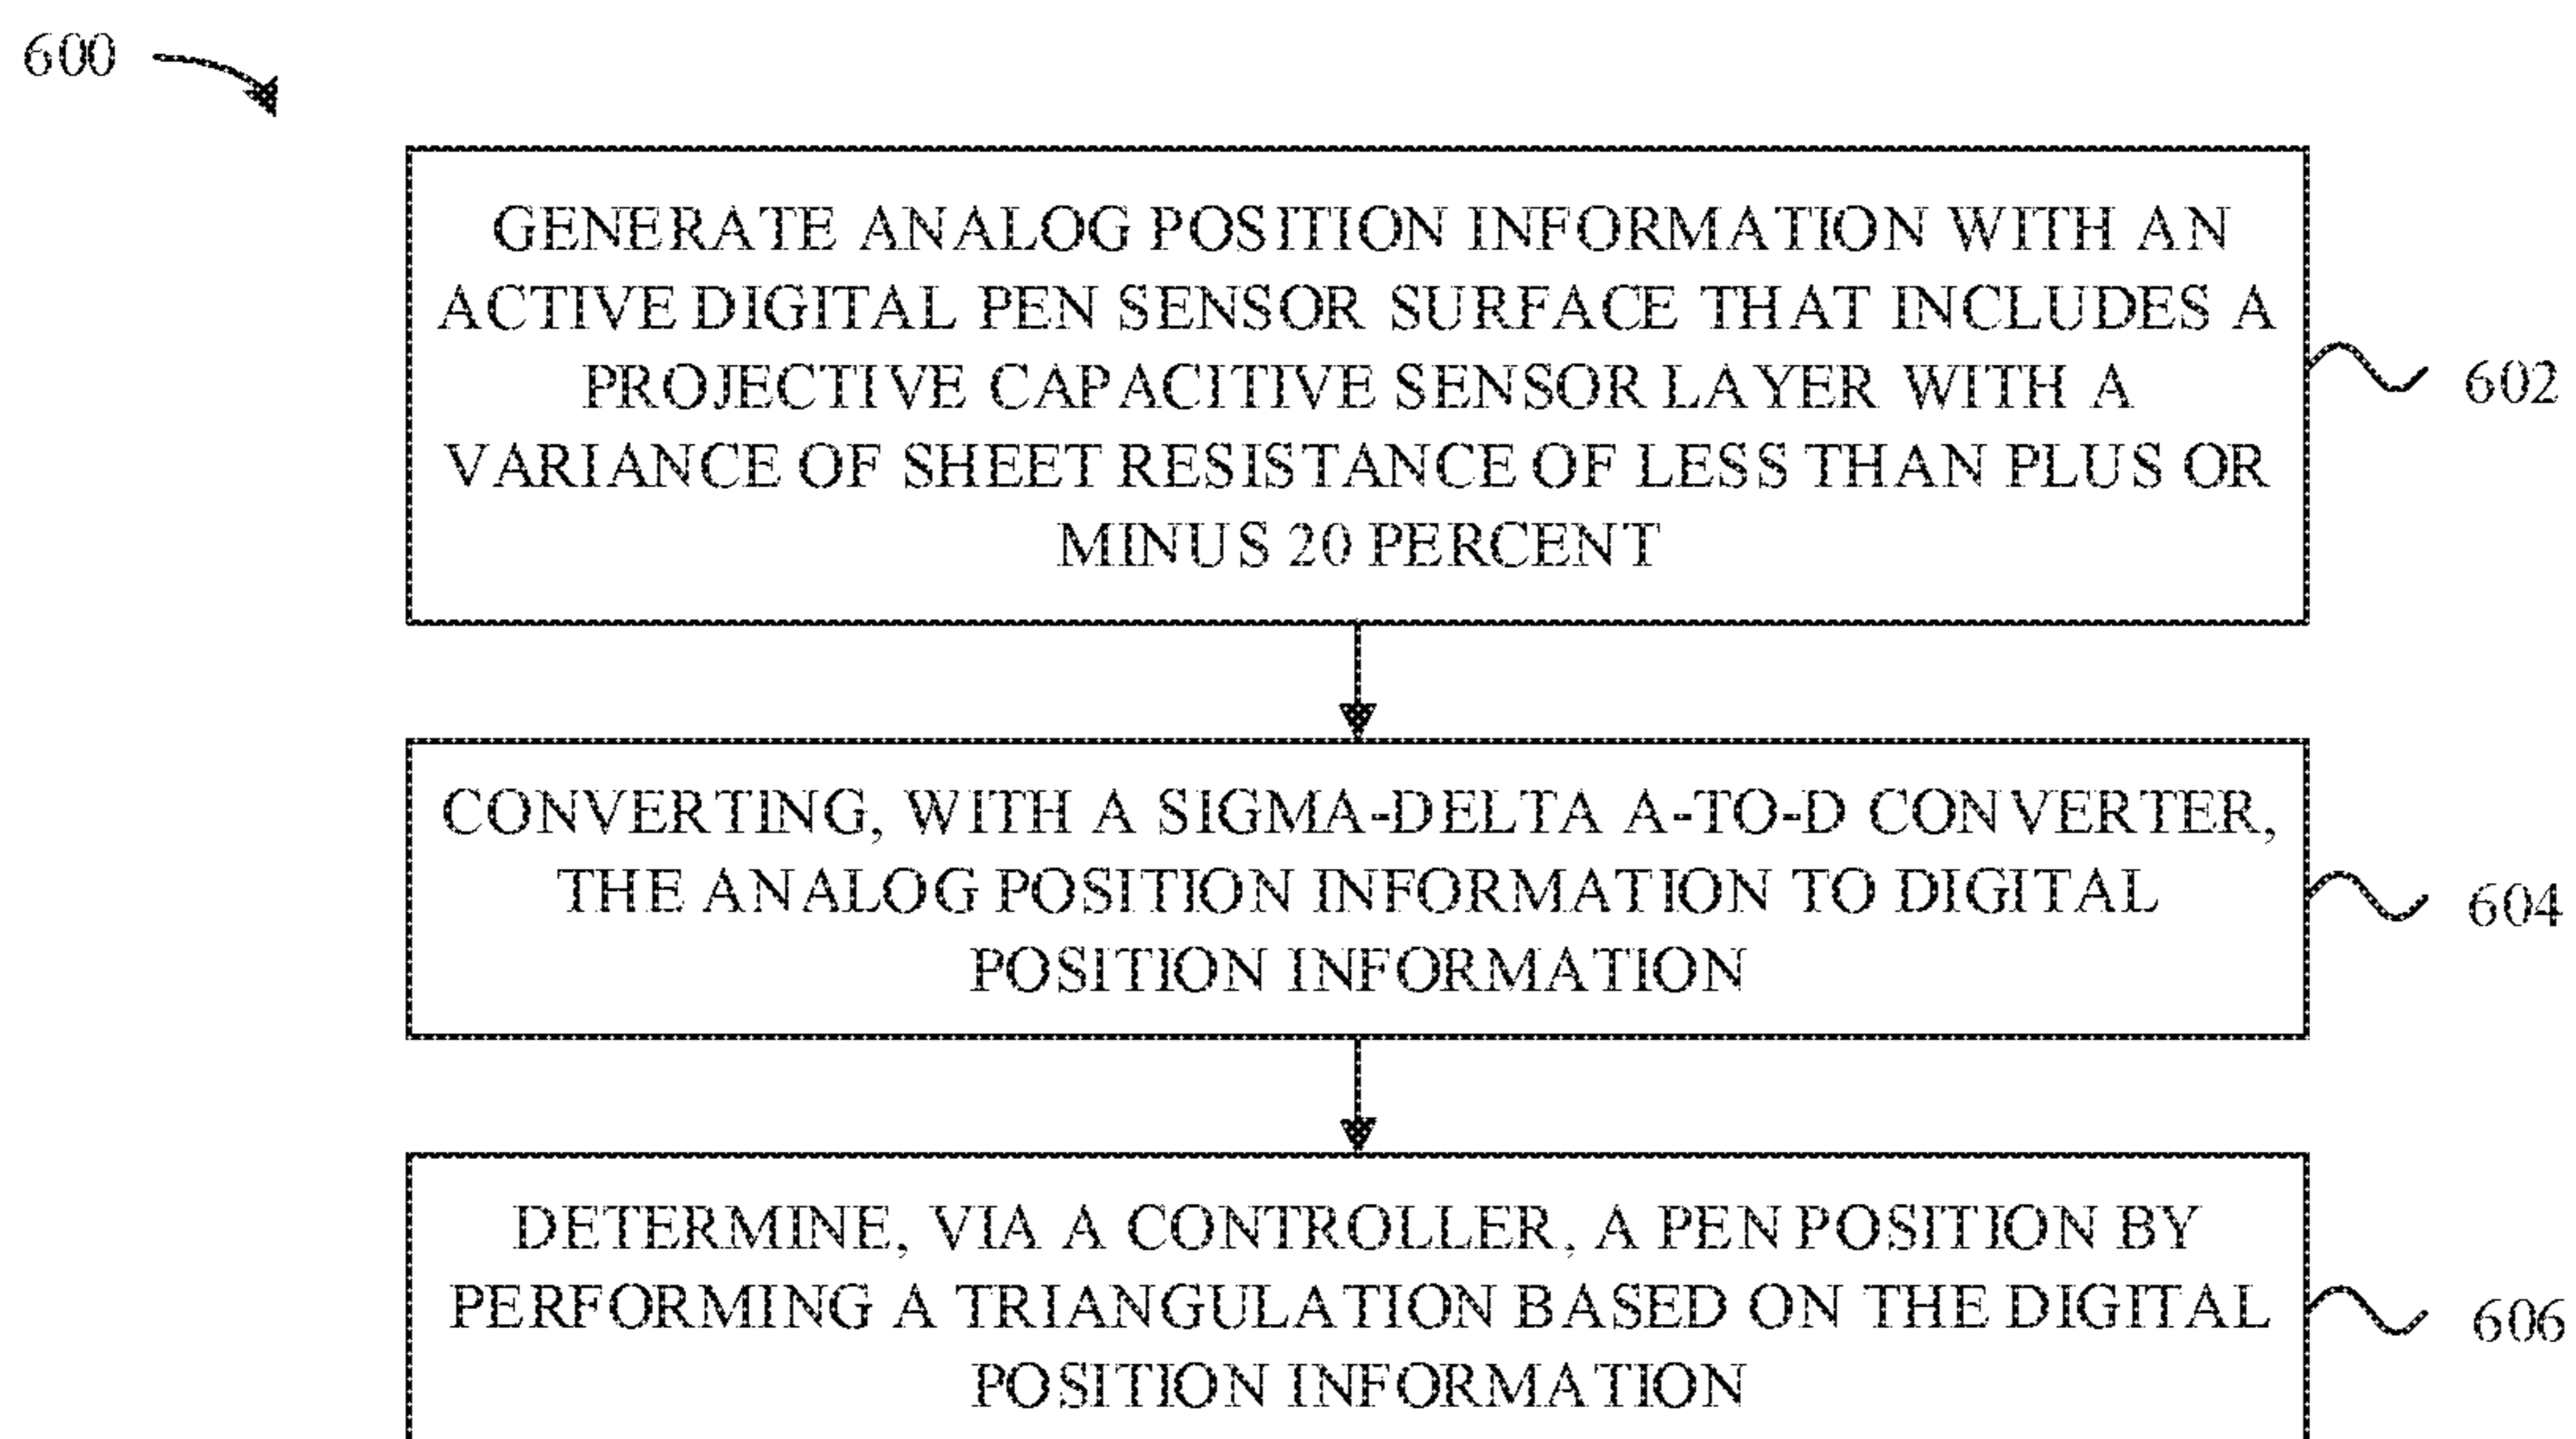 600
GENERATE ANALOG POSITION INFORMATION WITH AN
ACTIVE DIGITAL PEN SENSOR SURFACE THAT INCLUDES A
PROJECTIVE CAPACITIVE SENSOR LAYER WITH A
VARIANCE OF SHEET RESISTANCE OF LESS THAN PLUS OR
MINUS 20 PERCENT
602
CONVERTING, WITH A SIGMA-DELTA A-TO-D CONVERTER,
THE ANALOG POSITION INFORMATION TO DIGITAL
POSITION INFORMATION
604
DETERMINE, VIA A CONTROLLER, A PEN POSITION BY
PERFORMING A TRIANGULATION BASED ON THE DIGITAL
POSITION INFORMATION
606